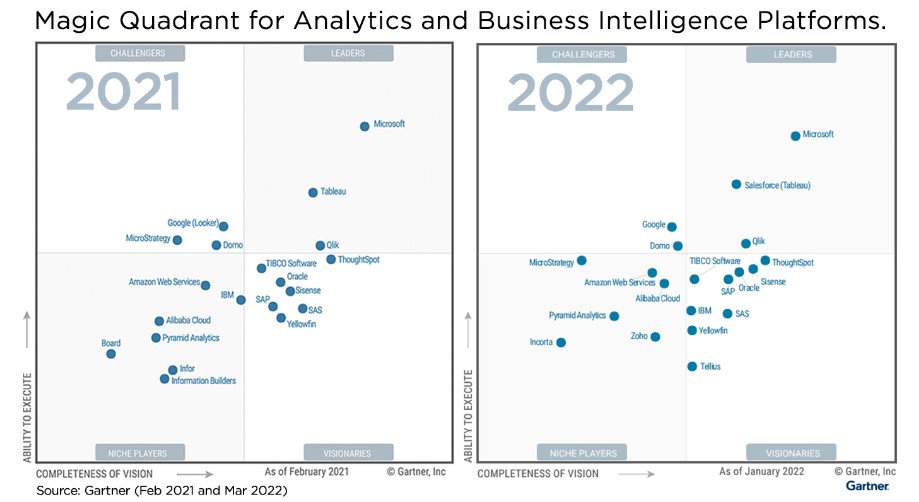 Magic Quadrant for Analytics and Business Intelligence Platforms.
CHALLENGERS
LEADERS
2021
Microsoft
Tableau
Google (Looker)
MicroStrategy
Domo
Qlik
ThoughtSpot
TIBCO Software
Oracle
Amazon Web Services
Sisense
IBM
SAP
SAS
Yellowfin
Alibaba Cloud
Pyramid Analytics
Board
Infor
Information Builders
NICHE PLAYERS
VISIONARIES
ABILITY TO EXECUTE
COMPLETENESS OF VISION
As of February 2021
© Gartner, Inc
CHALLENGERS
LEADERS
2022
Microsoft
Salesforce (Tableau)
Google
Domo
Qlik
MicroStrategy
TIBCO Software
ThoughtSpot
Amazon Web Services
Sisense
Oracle
SAP
Alibaba Cloud
IBM
SAS
Pyramid Analytics
Yellowfin
Zoho
Incorta
Tellius
NICHE PLAYERS
VISIONARIES
ABILITY TO EXECUTE
COMPLETENESS OF VISION
As of January 2022
© Gartner, Inc
Source: Gartner (Feb 2021 and Mar 2022)
Gartner